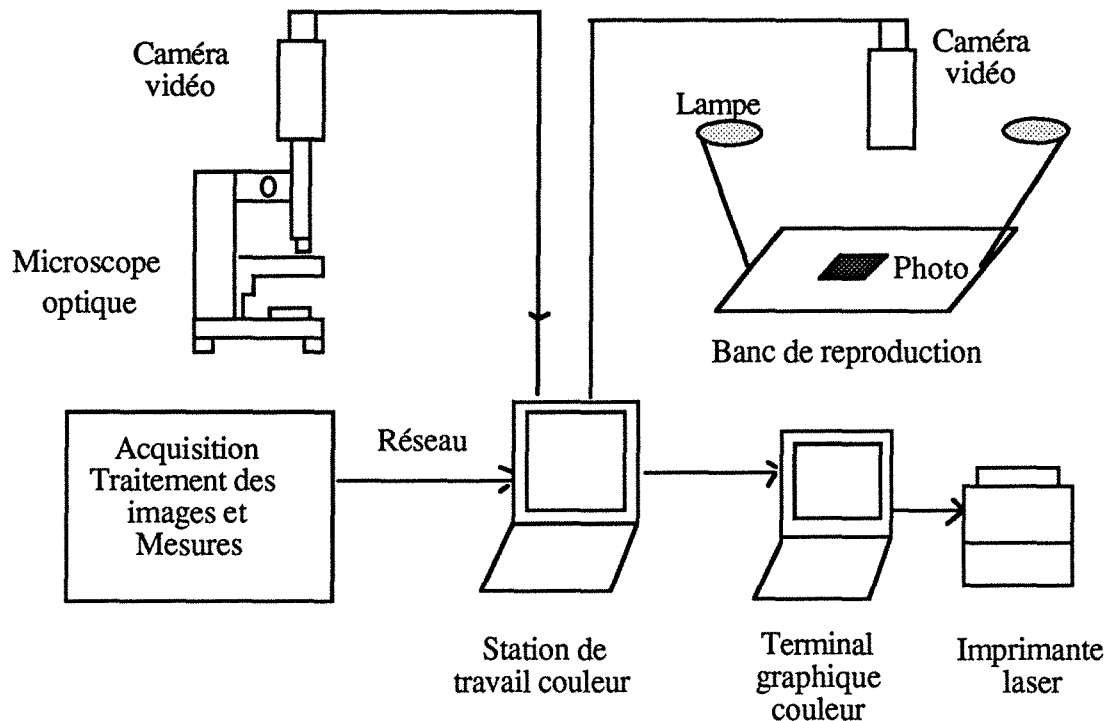 Caméra
vidéo
Caméra
vidéo
Lampe
Microscope
optique
Photo
Banc de reproduction
Acquisition
Traitement des
images et
Mesures
Réseau
Station de
travail couleur
Terminal
graphique
couleur
Imprimante
laser